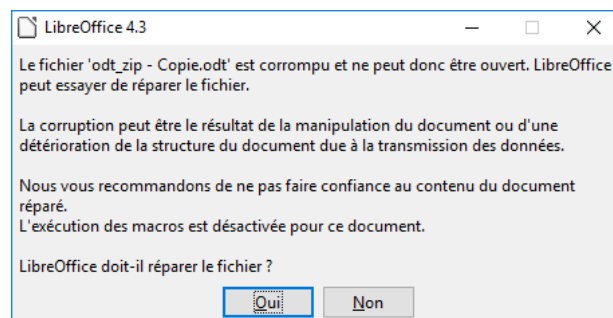 LibreOffice 4.3
Le fichier 'odt_zip - Copie.odt' est corrompu et ne peut donc être ouvert. LibreOffice
peut essayer de réparer le fichier.
La corruption peut être le résultat de la manipulation du document ou d'une
détérioration de la structure du document due à la transmission des données.
Nous vous recommandons de ne pas faire confiance au contenu du document
réparé.
L'exécution des macros est désactivée pour ce document.
LibreOffice doit-il réparer le fichier ?
Oui Non